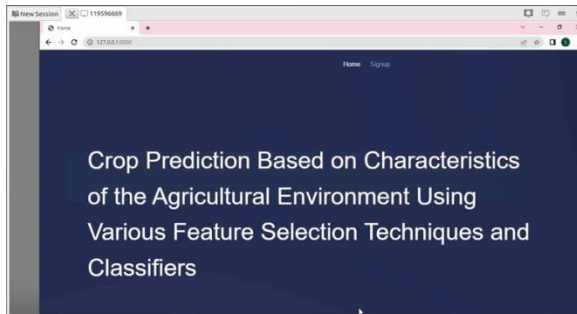 New Session 119596669
Home
127.0.0.1:5000
Home Signup
Crop Prediction Based on Characteristics
of the Agricultural Environment Using
Various Feature Selection Techniques and
Classifiers